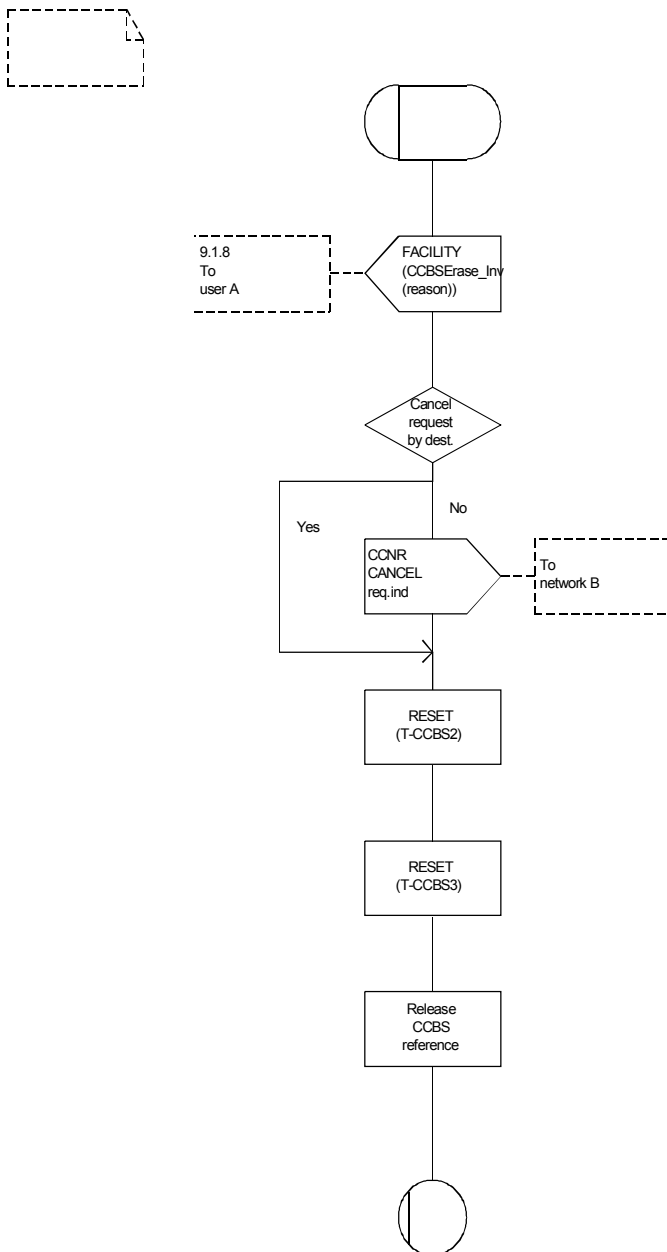 9.1.8
To
user A
FACILITY
(CCBSErase_Inv
(reason))
Cancel
request
by dest.
Yes
No
CCNR
CANCEL
req.ind
To
network B
RESET
(T-CCBS2)
RESET
(T-CCBS3)
Release
CCBS
reference